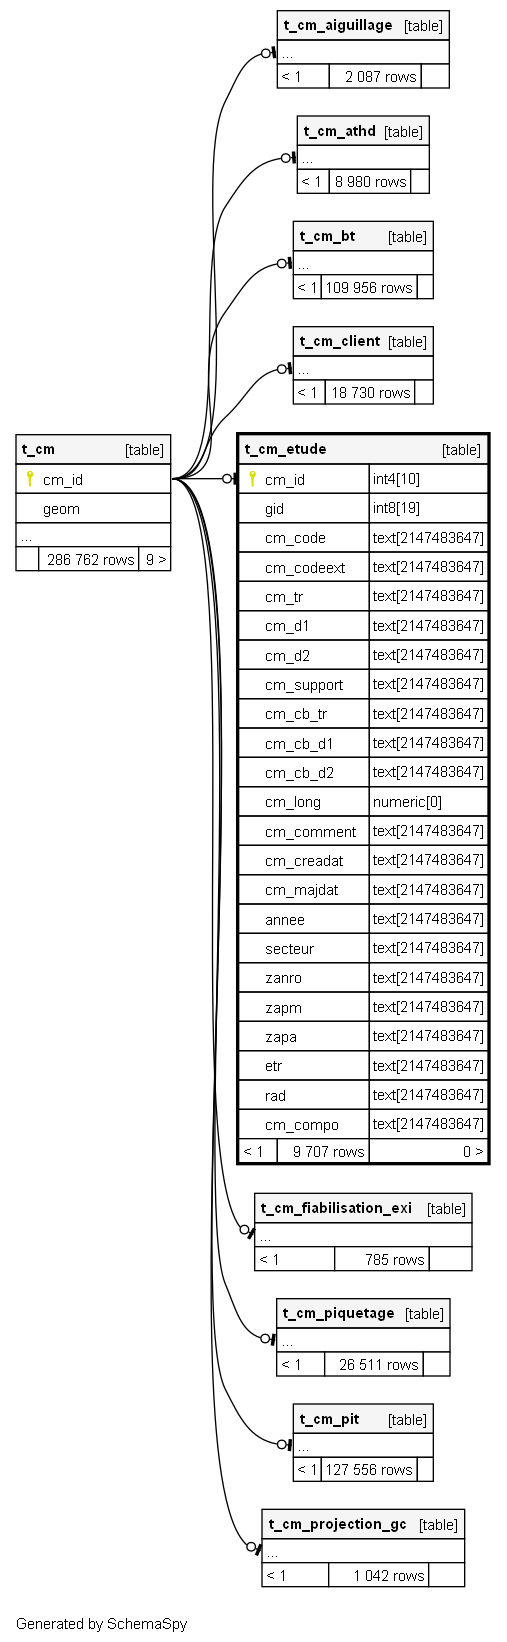 t_cm_aiguillage [table]
...
< 1 2 087 rows
t_cm_athd [table]
...
< 1 8 980 rows
t_cm_bt [table]
...
< 1 109 956 rows
t_cm_client [table]
...
< 1 18 730 rows
t_cm [table]
cm_id
geom
...
286 762 rows 9 >
t_cm_etude [table]
cm_id int4[10]
gid int8[19]
cm_code text[2147483647]
cm_codeext text[2147483647]
cm_tr text[2147483647]
cm_d1 text[2147483647]
cm_d2 text[2147483647]
cm_support text[2147483647]
cm_cb_tr text[2147483647]
cm_cb_d1 text[2147483647]
cm_cb_d2 text[2147483647]
cm_long numeric[0]
cm_comment text[2147483647]
cm_creadat text[2147483647]
cm_majdat text[2147483647]
annee text[2147483647]
secteur text[2147483647]
zanro text[2147483647]
zapm text[2147483647]
zapa text[2147483647]
etr text[2147483647]
rad text[2147483647]
cm_compo text[2147483647]
< 1 9 707 rows 0 >
t_cm_fiabilisation_exi [table]
...
< 1 785 rows
t_cm_piquetage [table]
...
< 1 26 511 rows
t_cm_pit [table]
...
< 1 127 556 rows
t_cm_projection_gc [table]
...
< 1 1 042 rows
Generated by SchemaSpy